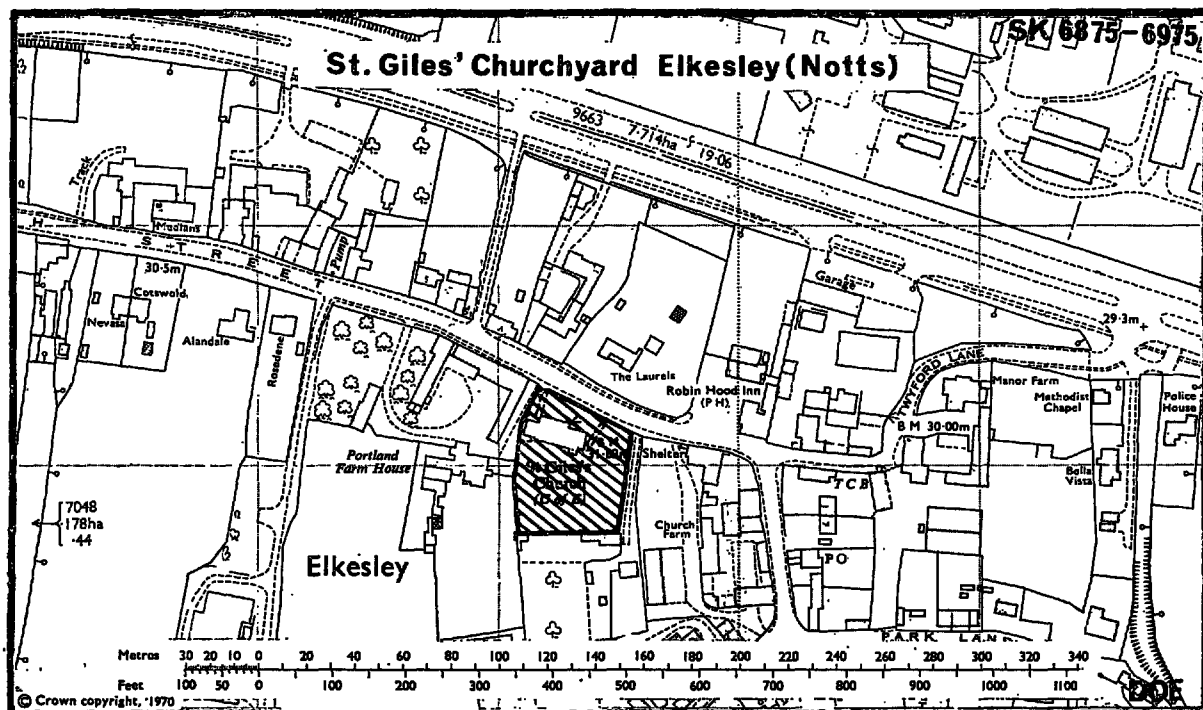 SK 6875-6975
St. Giles' Churchyard Elkesley (Notts)
9663 7·714ha 19·06
Track
Mudians
H STREET
Pump
30·5m
Cotswold
Nevasa
Alandale
Rosedene
Garage
29·3m
The Laurels
Robin Hood Inn
(P H)
TWYFORD LANE
Manor Farm
Methodist
Chapel
Police
House
B M 30·00m
Portland
Farm House
Shelter
St Giles's
Church
(C of E)
TCB
Bella
Vista
7048
178ha
·44
Church
Farm
PO
Elkesley
PARK LAND
Metres 30 20 10 0 20 40 60 80 100 120 140 160 180 200 220 240 260 280 300 320 340
Feet 100 50 0 100 200 300 400 500 600 700 800 900 1000 1100
© Crown copyright, 1970
DOE